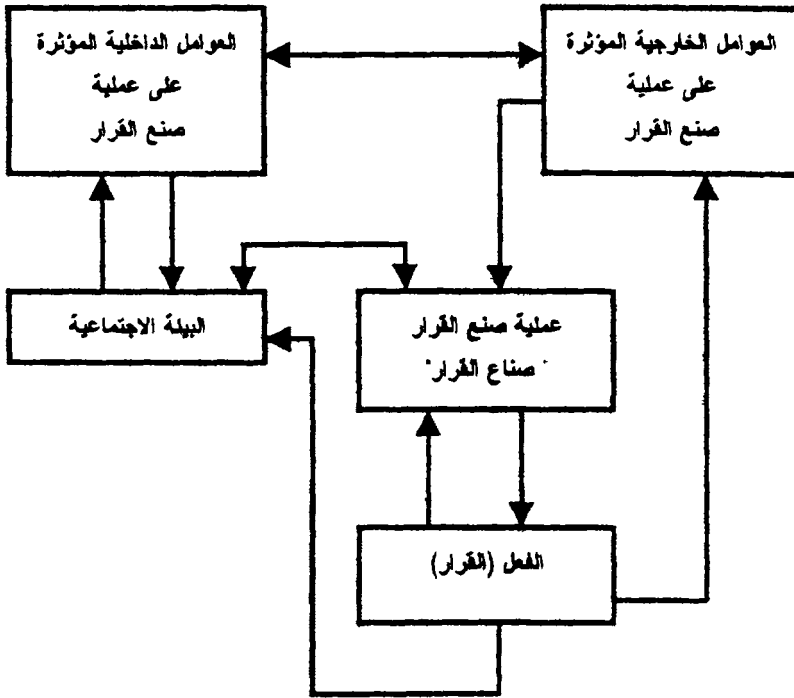 العوامل الخارجية المؤثرة
على عملية
صنع القرار
العوامل الداخلية المؤثرة
على عملية
صنع القرار
عملية صنع القرار
"صناع القرار"
البيئة الاجتماعية
الفعل (القرار)